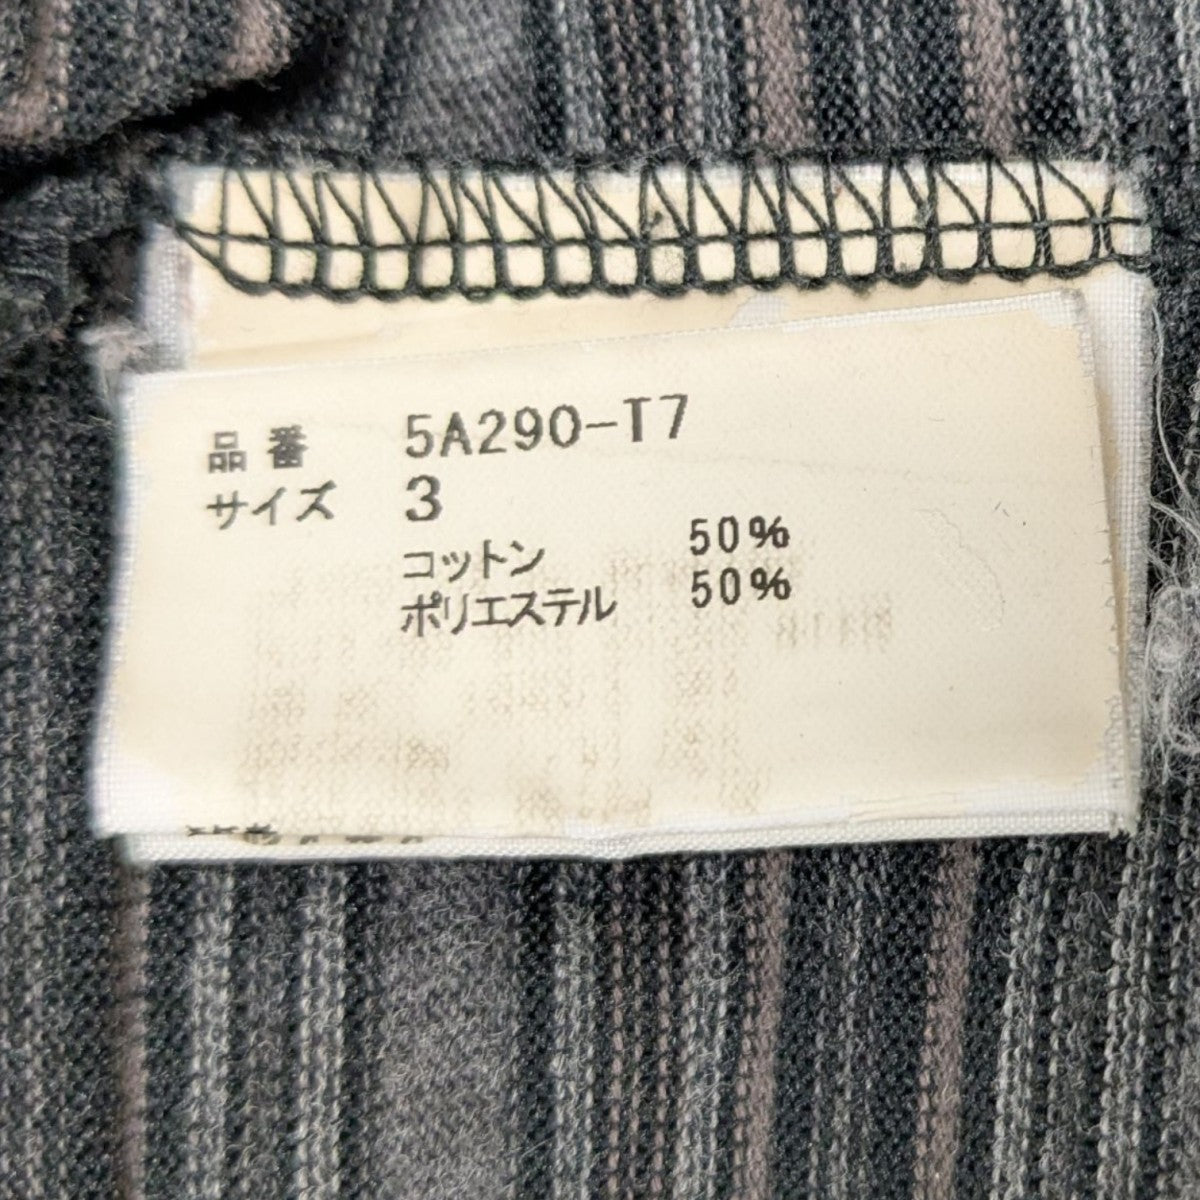 品番 5A290-T7
サイズ 3
コットン 50%
ポリエステル 50%